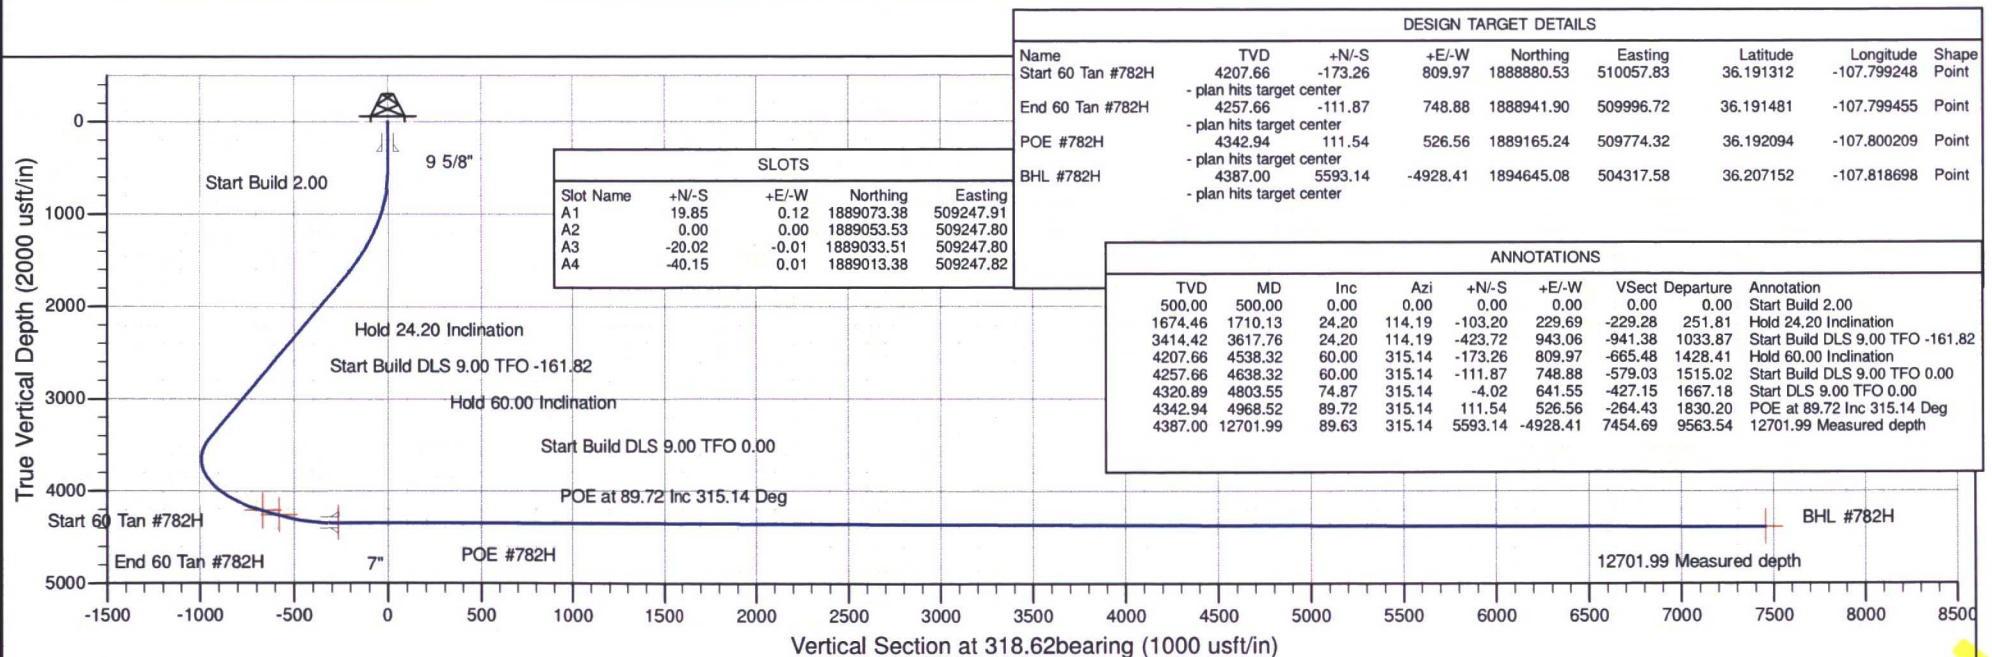 DESIGN TARGET DETAILS
Name TVD +N/-S +E/-W Northing Easting Latitude Longitude Shape
Start 60 Tan #782H 4207.66 -173.26 809.97 1888880.53 510057.83 36.191312 -107.799248 Point
- plan hits target center
End 60 Tan #782H 4257.66 -111.87 748.88 1888941.90 509996.72 36.191481 -107.799455 Point
- plan hits target center
POE #782H 4342.94 111.54 526.56 1889165.24 509774.32 36.192094 -107.800209 Point
- plan hits target center
BHL #782H 4387.00 5593.14 -4928.41 1894645.08 504317.58 36.207152 -107.818698 Point
- plan hits target center
SLOTS
Slot Name +N/-S +E/-W Northing Easting
A1 19.85 0.12 1889073.38 509247.91
A2 0.00 0.00 1889053.53 509247.80
A3 -20.02 -0.01 1889033.51 509247.80
A4 -40.15 0.01 1889013.38 509247.82
ANNOTATIONS
TVD MD Inc Azi +N/-S +E/-W VSect Departure Annotation
500.00 500.00 0.00 0.00 0.00 0.00 0.00 0.00 Start Build 2.00
1674.46 1710.13 24.20 114.19 -103.20 229.69 -229.28 251.81 Hold 24.20 Inclination
3414.42 3617.76 24.20 114.19 -423.72 943.06 -941.38 1033.87 Start Build DLS 9.00 TFO -161.82
4207.66 4538.32 60.00 315.14 -173.26 809.97 -665.48 1428.41 Hold 60.00 Inclination
4257.66 4638.32 60.00 315.14 -111.87 748.88 -579.03 1515.02 Start Build DLS 9.00 TFO 0.00
4320.89 4803.55 74.87 315.14 -4.02 641.55 -427.15 1667.18 Start DLS 9.00 TFO 0.00
4342.94 4968.52 89.72 315.14 111.54 526.56 -264.43 1830.20 POE at 89.72 Inc 315.14 Deg
4387.00 12701.99 89.63 315.14 5593.14 -4928.41 7454.69 9563.54 12701.99 Measured depth
True Vertical Depth (2000 usft/in)
0
1000
2000
3000
4000
5000
9 5/8"
Start Build 2.00
Hold 24.20 Inclination
Start Build DLS 9.00 TFO -161.82
Hold 60.00 Inclination
Start Build DLS 9.00 TFO 0.00
POE at 89.72 Inc 315.14 Deg
Start 60 Tan #782H
BHL #782H
End 60 Tan #782H
7"
POE #782H
12701.99 Measured depth
-1500 -1000 -500 0 500 1000 1500 2000 2500 3000 3500 4000 4500 5000 5500 6000 6500 7000 7500 8000 8500
Vertical Section at 318.62bearing (1000 usft/in)